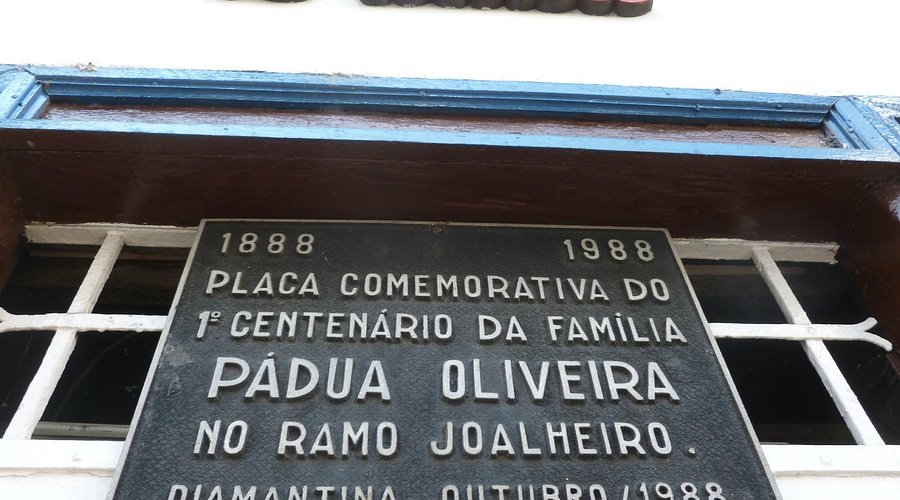 1888 1988
PLACA COMEMORATIVA DO
1º CENTENÁRIO DA FAMÍLIA
PÁDUA OLIVEIRA
NO RAMO JOALHEIRO.
DIAMANTINA, OUTUBRO/1988